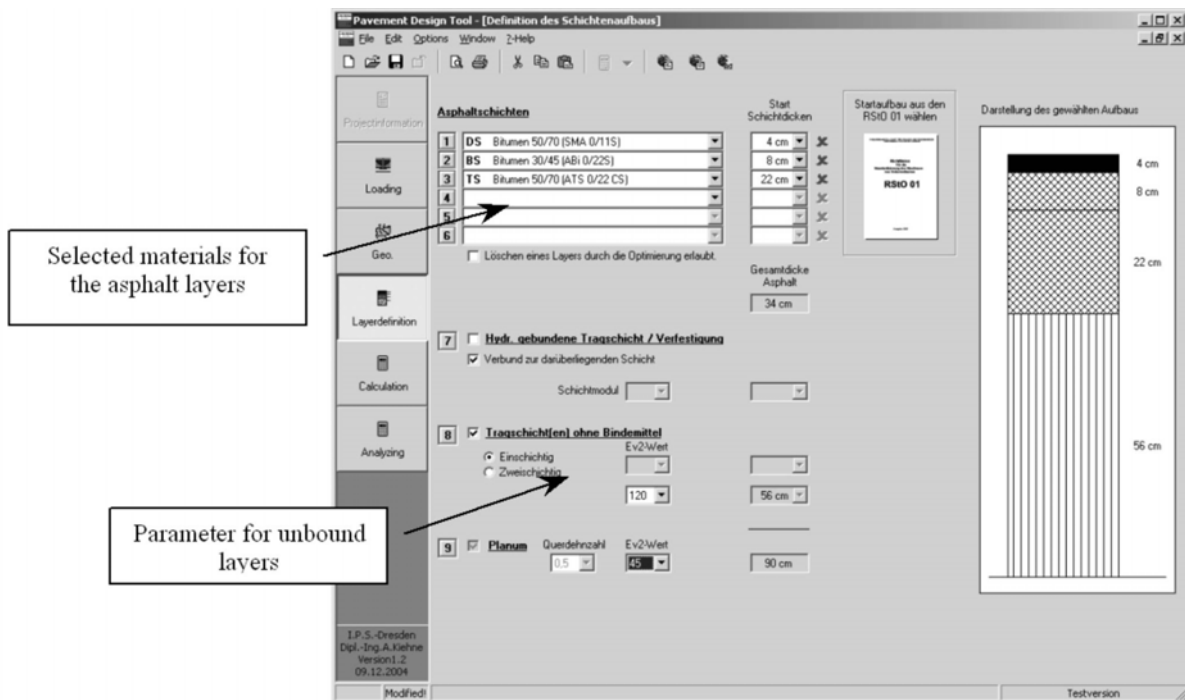 Pavement Design Tool - [Definition des Schichtenaufbaus]
File Edit Options Window ?-Help
Projectinformation
Loading
Geo.
Layerdefinition
Calculation
Analyzing
I.P.S.-Dresden
Dipl.-Ing.A.Kiehne
Version1.2
09.12.2004
Asphaltschichten
Start
Schichtdicken
1 DS Bitumen 50/70 (SMA 0/11S) 4 cm
2 BS Bitumen 30/45 (ABi 0/22S) 8 cm
3 TS Bitumen 50/70 (ATS 0/22 CS) 22 cm
4
5
6
Löschen eines Layers durch die Optimierung erlaubt.
Gesamtdicke
Asphalt
34 cm
7 Hydr. gebundene Tragschicht / Verfestigung
Verbund zur darüberliegenden Schicht
Schichtmodul
8 Tragschicht(en) ohne Bindemittel
Ev2-Wert
Einschichtig
Zweischichtig
120 56 cm
9 Planum Querdehnzahl Ev2-Wert
0,5 45 90 cm
Startaufbau aus den
RStO 01 wählen
RStO 01
Darstellung des gewählten Aufbaus
4 cm
8 cm
22 cm
56 cm
Selected materials for
the asphalt layers
Parameter for unbound
layers
Modified!
Testversion